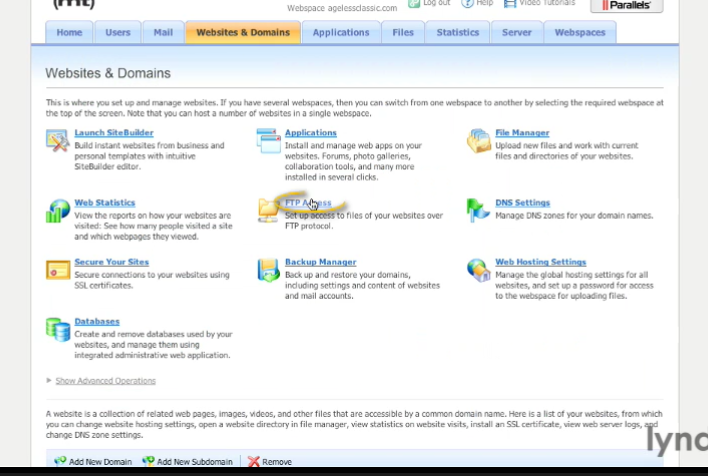 (mt)
Webspace agelessclassic.com
Log out
Help
Video Tutorials
Parallels
Home
Users
Mail
Websites & Domains
Applications
Files
Statistics
Server
Webspaces
Websites & Domains
This is where you set up and manage websites. If you have several webspaces, then you can switch from one webspace to another by selecting the required webspace at
the top of the screen. Note that you can host a number of websites in a single webspace.
Launch SiteBuilder
Build instant websites from business and
personal templates with intuitive
SiteBuilder editor.
Applications
Install and manage web apps on your
websites. Forums, photo galleries,
collaboration tools, and many more
installed in several clicks.
File Manager
Upload new files and work with current
files and directories of your websites.
Web Statistics
View the reports on how your websites are
visited: See how many people visited a site
and which webpages they viewed.
FTP Access
Set up access to files of your websites over
FTP protocol.
DNS Settings
Manage DNS zones for your domain names.
Secure Your Sites
Secure connections to your websites using
SSL certificates.
Backup Manager
Back up and restore your domains,
including settings and content of websites
and mail accounts.
Web Hosting Settings
Manage the global hosting settings for all
websites, and set up a password for access
to the webspace for uploading files.
Databases
Create and remove databases used by your
websites, and manage them using
integrated administrative web application.
Show Advanced Operations
A website is a collection of related web pages, images, videos, and other files that are accessible by a common domain name. Here is a list of your websites, from which
you can change website hosting settings, open a website directory in file manager, view statistics on website visits, install an SSL certificate, view web server logs, and
change DNS zone settings.
lynd
Add New Domain
Add New Subdomain
Remove